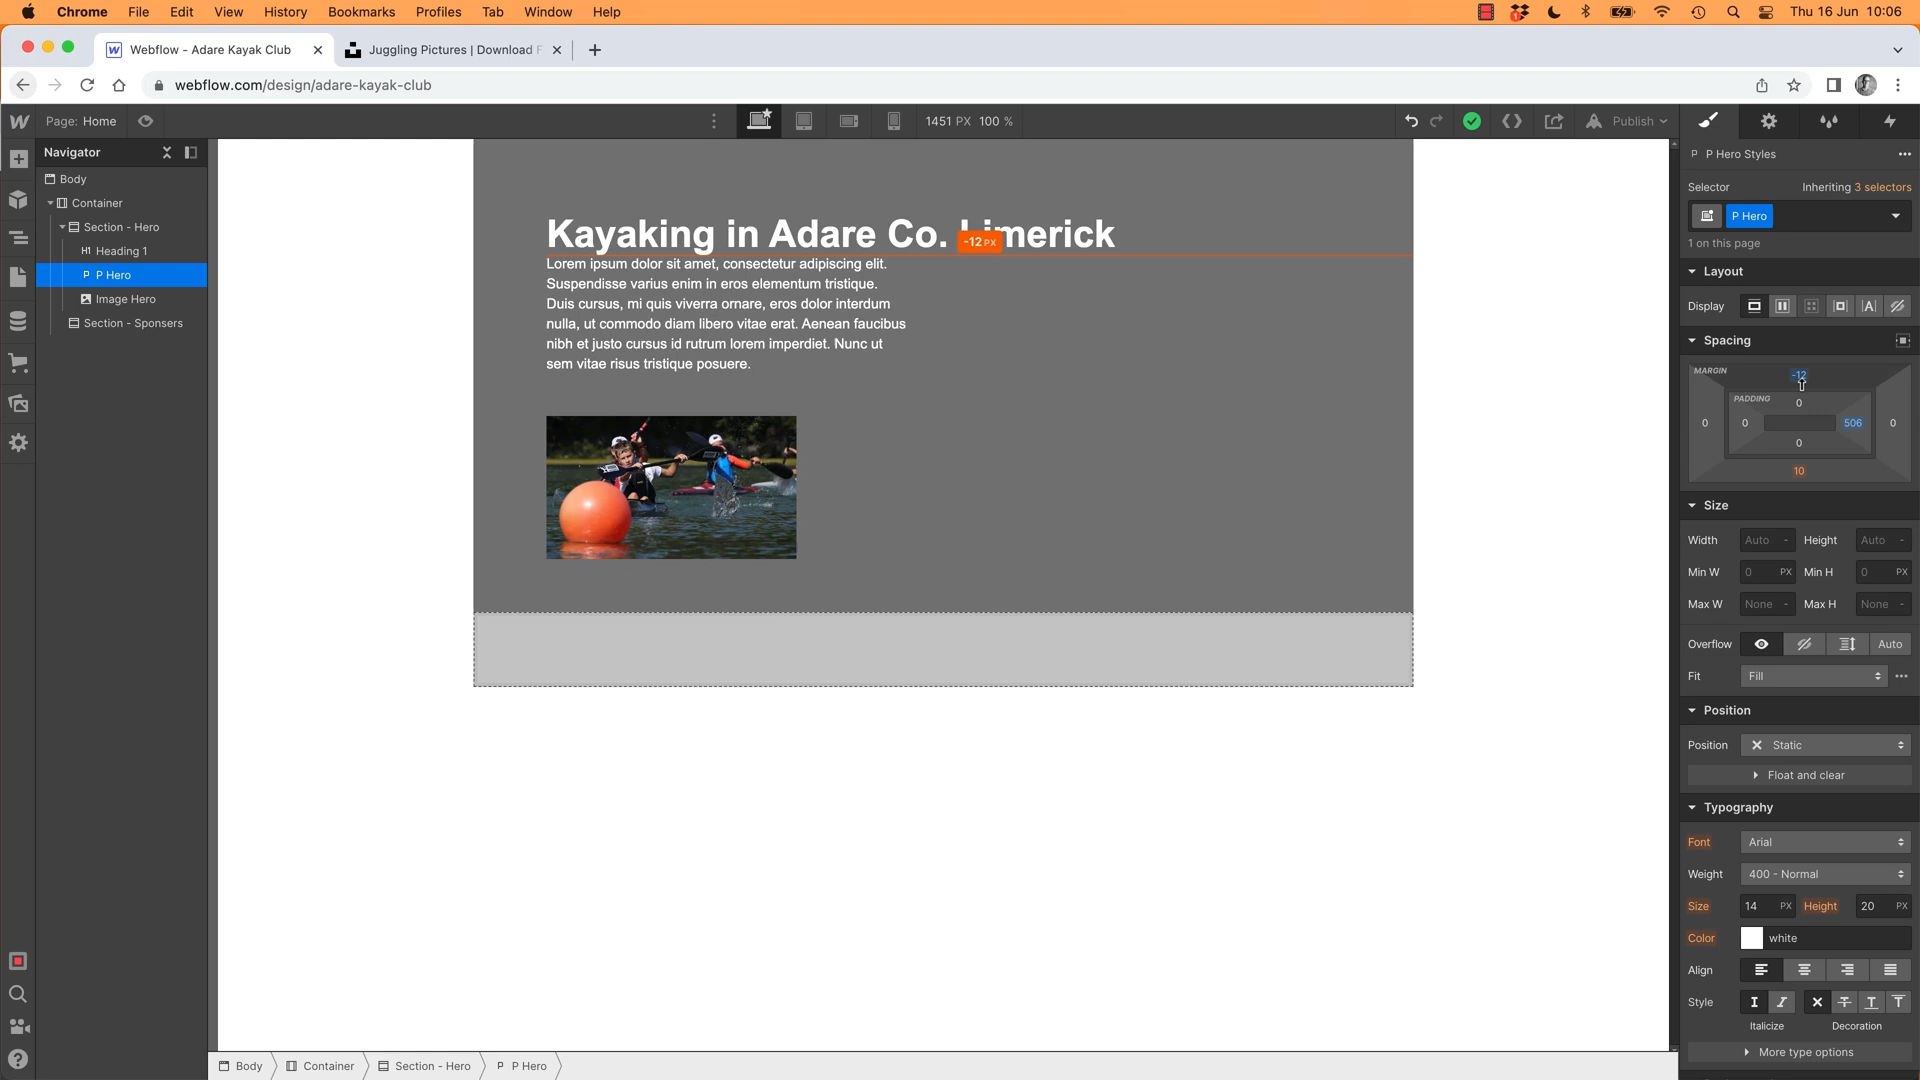 Chrome File Edit View History Bookmarks Profiles Tab Window Help
1
Thu 16 Jun 10:06
Webflow - Adare Kayak Club
Juggling Pictures | Download F
webflow.com/design/adare-kayak-club
Page: Home
1451 PX 100 %
Publish
Navigator
Body
Container
Section - Hero
H1 Heading 1
P P Hero
Image Hero
Section - Sponsers
Kayaking in Adare Co. Limerick
-12 PX
Lorem ipsum dolor sit amet, consectetur adipiscing elit.
Suspendisse varius enim in eros elementum tristique.
Duis cursus, mi quis viverra ornare, eros dolor interdum
nulla, ut commodo diam libero vitae erat. Aenean faucibus
nibh et justo cursus id rutrum lorem imperdiet. Nunc ut
sem vitae risus tristique posuere.
P P Hero Styles
Selector Inheriting 3 selectors
P Hero
1 on this page
Layout
Display
Spacing
MARGIN -12
PADDING 0
0 0 506 0
0
10
Size
Width Auto - Height Auto -
Min W 0 PX Min H 0 PX
Max W None - Max H None -
Overflow Auto
Fit Fill
Position
Position Static
Float and clear
Typography
Font Arial
Weight 400 - Normal
Size 14 PX Height 20 PX
Color white
Align
Style
Italicize Decoration
More type options
Body Container Section - Hero P P Hero